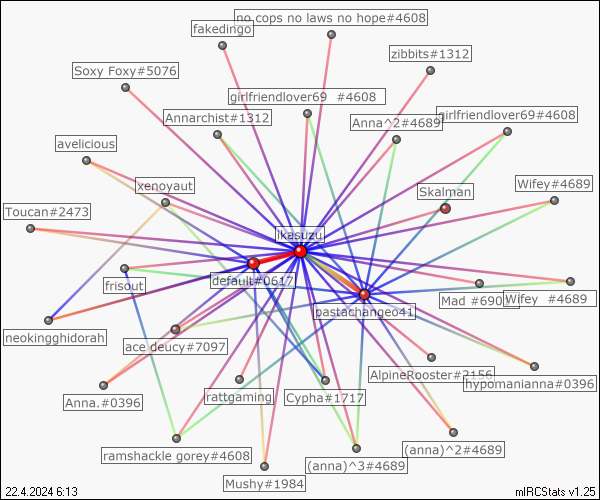 no cops no laws no hope#4608
fakedingo
zibbits#1312
Soxy Foxy#5076
girlfriendlover69 #4608
Annarchist#1312
Anna^2#4689
girlfriendlover69#4608
avelicious
xenoyaut
Skalman
Wifey#4689
Toucan#2473
ikasuzu
default#0617
frisout
Mad #690
Wifey #4689
pastachangeo41
neokingghidorah
ace deucy#7097
AlpineRooster#2156
hypomanianna#0396
Anna.#0396
rattgaming
Cypha#1717
ramshackle gorey#4608
(anna)^2#4689
(anna)^3#4689
Mushy#1984
22.4.2024 6:13
mIRCStats v1.25